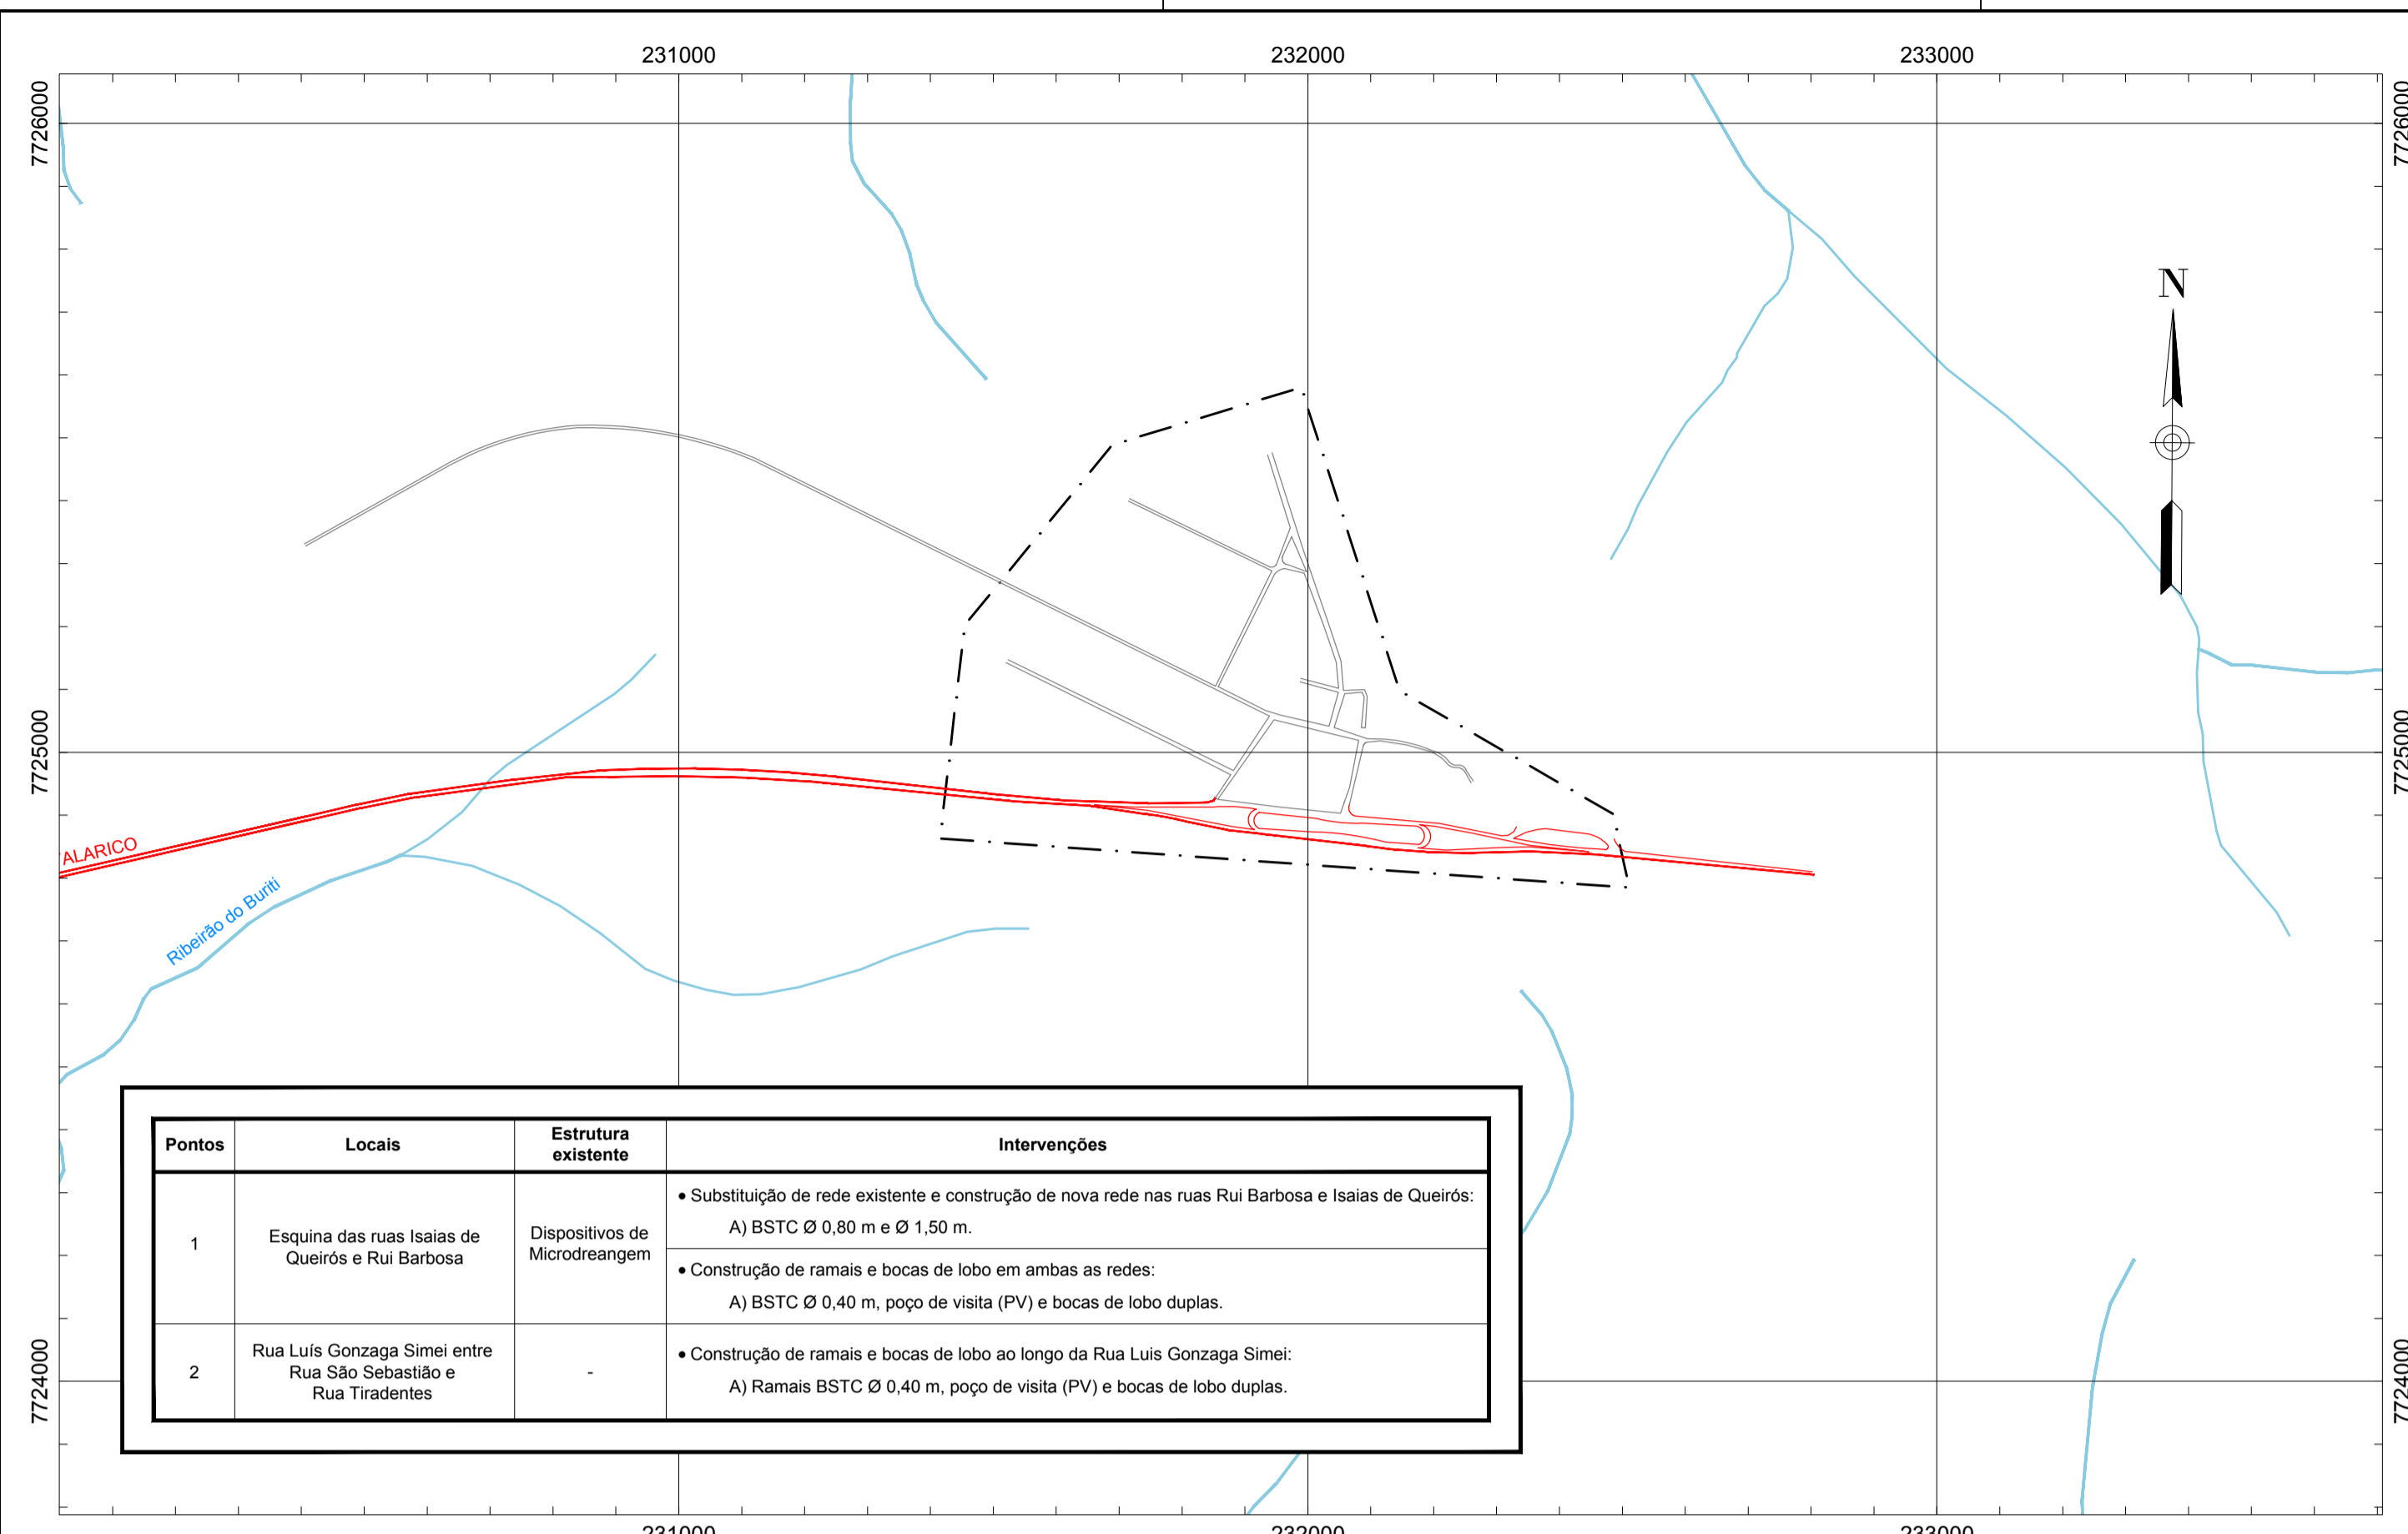 231000
232000
233000
7726000
7726000
N
7725000
7725000
ALARICO
Ribeirão do Buriti
Pontos
Locais
Estrutura
existente
Intervenções
1
Esquina das ruas Isaias de
Queirós e Rui Barbosa
Dispositivos de
Microdreangem
• Substituição de rede existente e construção de nova rede nas ruas Rui Barbosa e Isaias de Queirós:
A) BSTC Ø 0,80 m e Ø 1,50 m.
• Construção de ramais e bocas de lobo em ambas as redes:
A) BSTC Ø 0,40 m, poço de visita (PV) e bocas de lobo duplas.
2
Rua Luís Gonzaga Simei entre
Rua São Sebastião e
Rua Tiradentes
-
• Construção de ramais e bocas de lobo ao longo da Rua Luis Gonzaga Simei:
A) Ramais BSTC Ø 0,40 m, poço de visita (PV) e bocas de lobo duplas.
7724000
7724000
231000
232000
233000